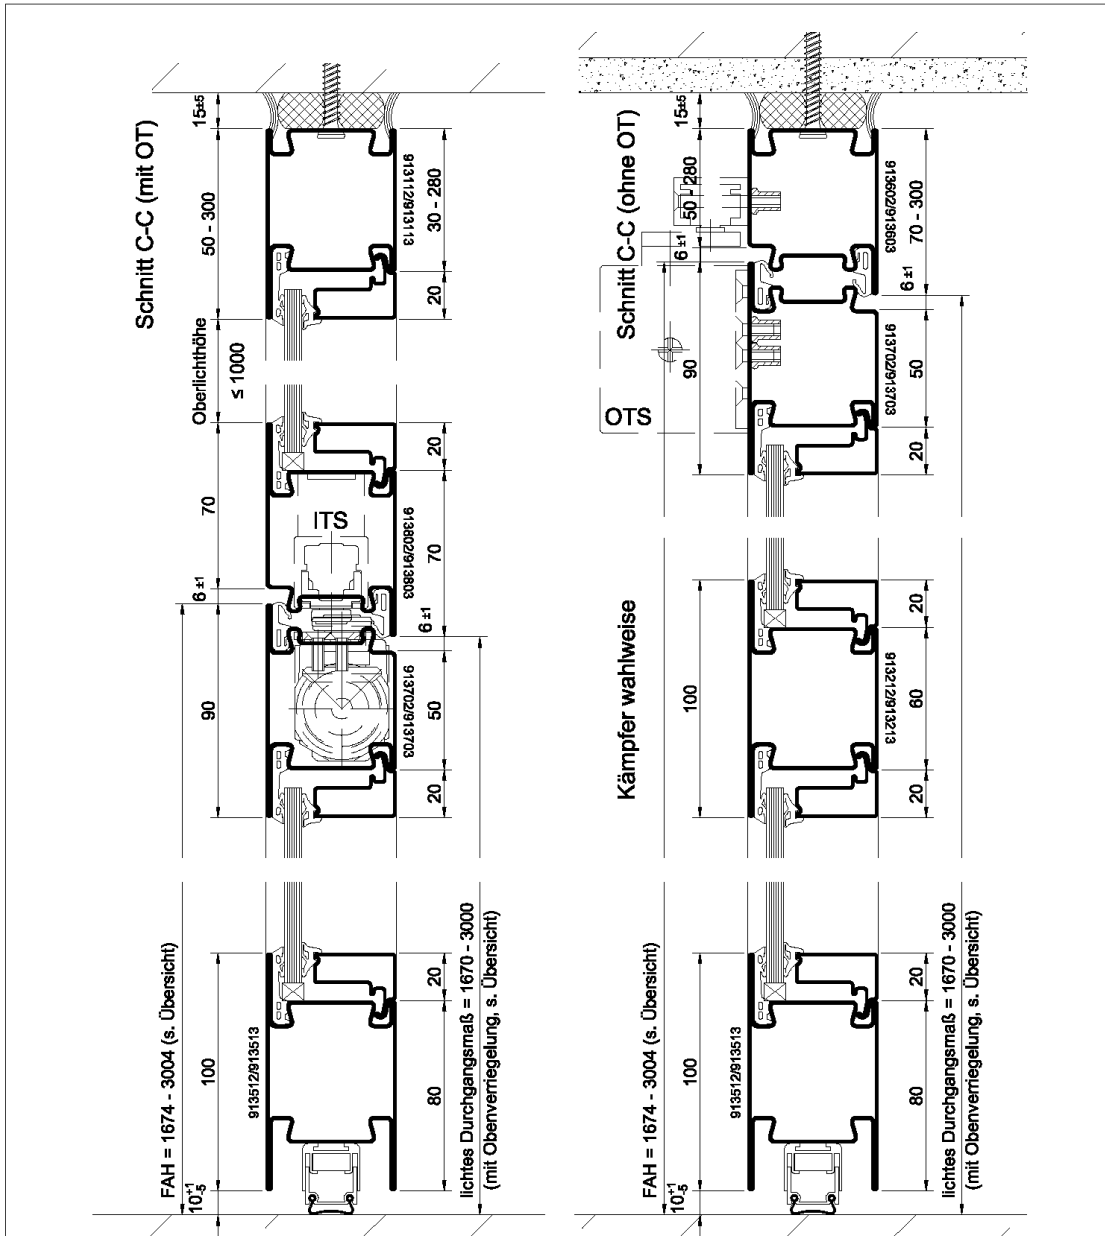 Schnitt C-C (mit OT)
15±5
50 - 300
913112/913113
30 - 280
20
Oberlichthöhe
≤ 1000
70
20
ITS
913802/913803
70
6 ±1
6 ±1
90
913702/913703
50
20
FAH = 1674 - 3004 (s. Übersicht)
100
913512/913513
20
80
10 +1 -5
lichtes Durchgangsmaß = 1670 - 3000
(mit Obenverriegelung, s. Übersicht)
Schnitt C-C (ohne OT)
15±5
50 - 280
913602/913603
70 - 300
6 ±1
6 ±1
90
OTS
913702/913703
50
20
Kämpfer wahlweise
100
20
913212/913213
60
20
FAH = 1674 - 3004 (s. Übersicht)
100
913512/913513
20
80
10 +1 -5
lichtes Durchgangsmaß = 1670 - 3000
(mit Obenverriegelung, s. Übersicht)